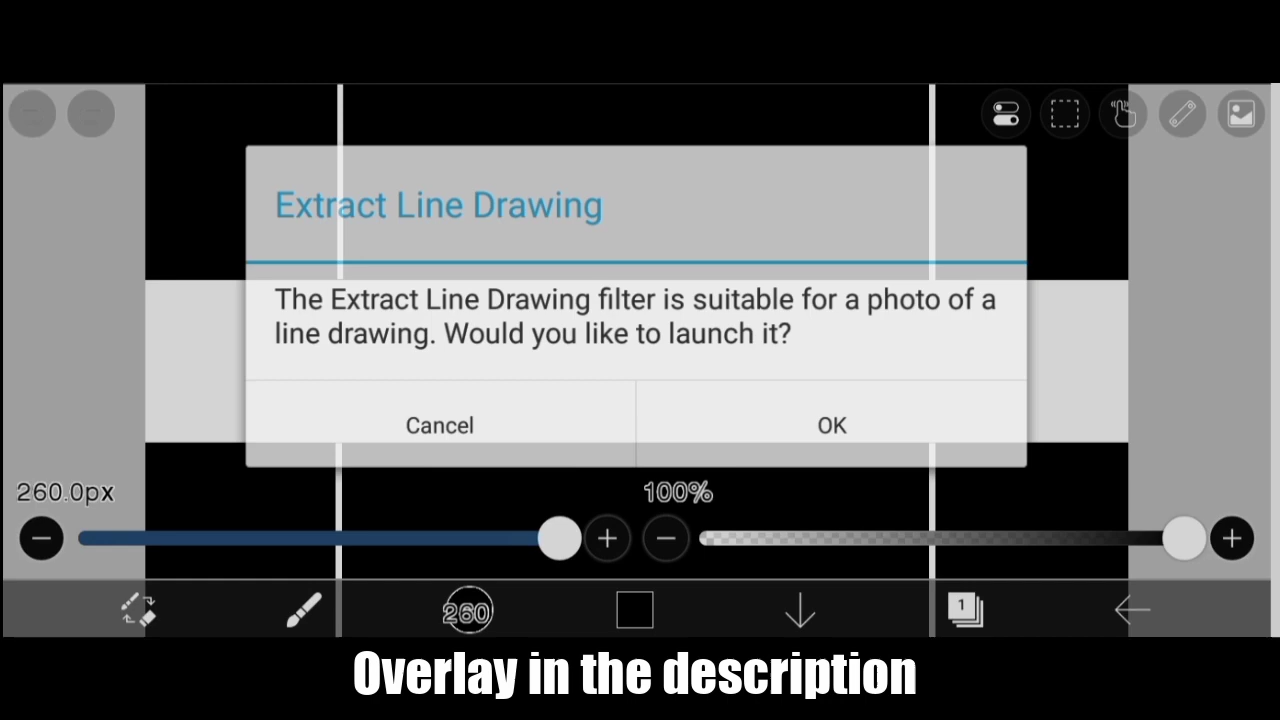 Extract Line Drawing
The Extract Line Drawing filter is suitable for a photo of a
line drawing. Would you like to launch it?
Cancel
OK
260.0px
100%
260
1
Overlay in the description